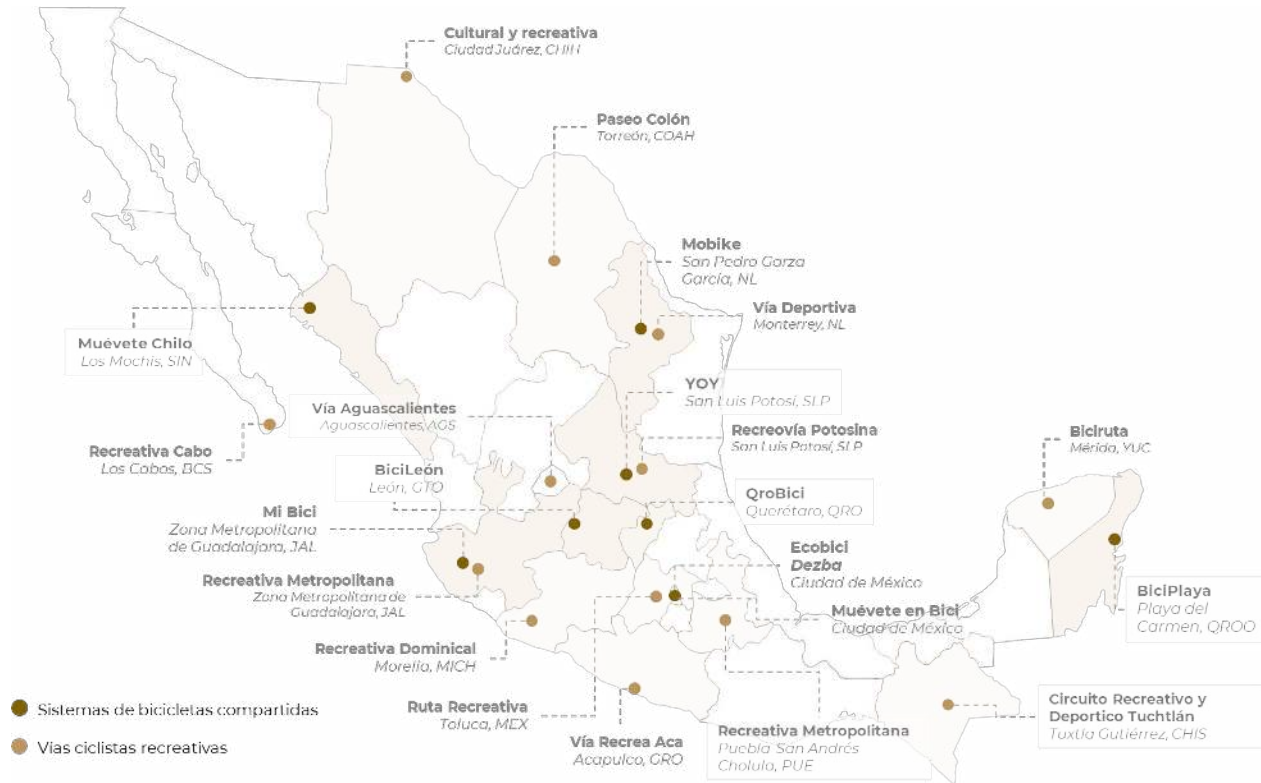 Cultural y recreativa
Ciudad Juárez, CHIH
Paseo Colón
Torreón, COAH
Mobike
San Pedro Garza
García, NL
Vía Deportiva
Monterrey, NL
Muévete Chilo
Los Mochis, SIN
YOY
San Luis Potosí, SLP
Vía Aguascalientes
Aguascalientes, AGS
Recreovía Potosina
San Luis Potosí, SLP
Biciruta
Mérida, YUC
Recreativa Cabo
Los Cabos, BCS
BiciLeón
León, GTO
QroBici
Querétaro, QRO
Mi Bici
Zona Metropolitana
de Guadalajara, JAL
Ecobici
Dezba
Ciudad de México
Recreativa Metropolitana
Zona Metropolitana de
Guadalajara, JAL
BiciPlaya
Playa del
Carmen, QROO
Muévete en Bici
Ciudad de México
Recreativa Dominical
Morelia, MICH
Ruta Recreativa
Toluca, MEX
Circuito Recreativo y
Deportico Tuchtlán
Tuxtla Gutiérrez, CHIS
Vía Recrea Aca
Acapulco, GRO
Recreativa Metropolitana
Puebla San Andrés
Cholula, PUE
Sistemas de bicicletas compartidas
Vías ciclistas recreativas